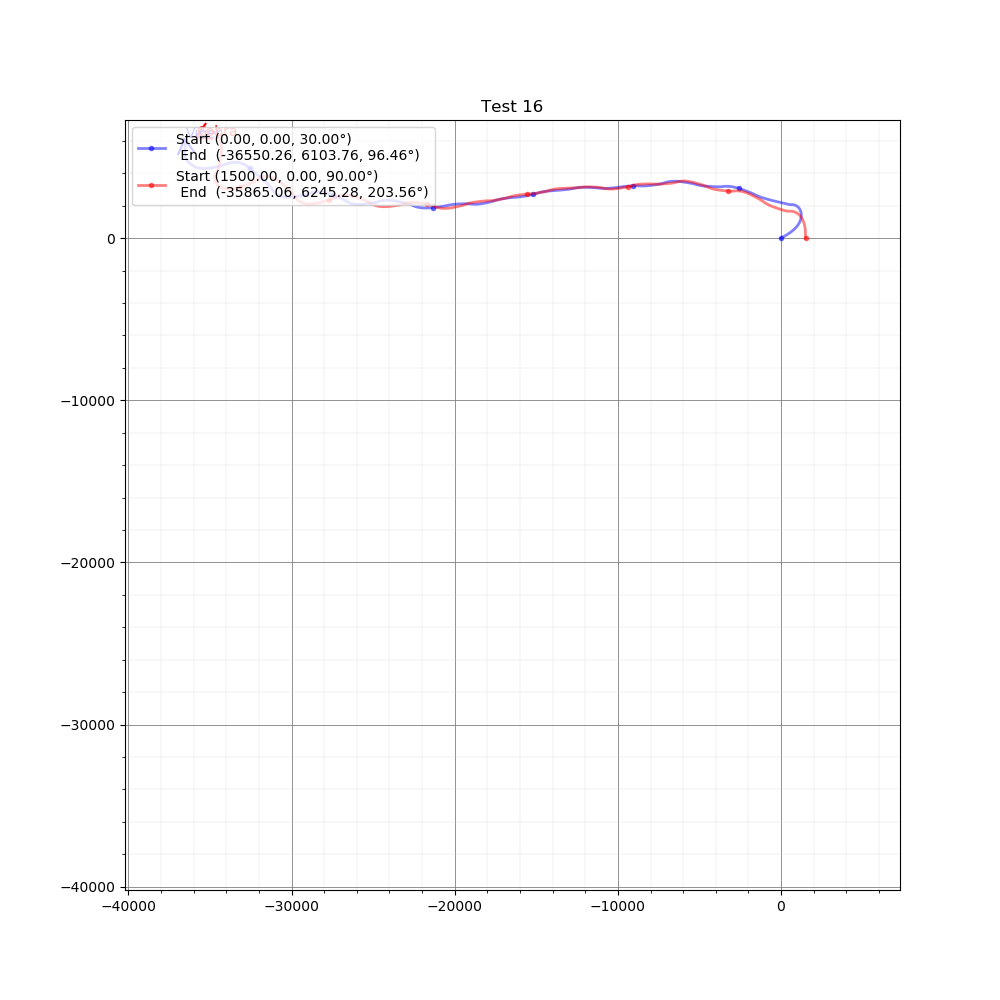 Test 16
Start (0.00, 0.00, 30.00°)
End (-36550.26, 6103.76, 96.46°)
Start (1500.00, 0.00, 90.00°)
End (-35865.06, 6245.28, 203.56°)
0
−10000
−20000
−30000
−40000
−40000 −30000 −20000 −10000 0